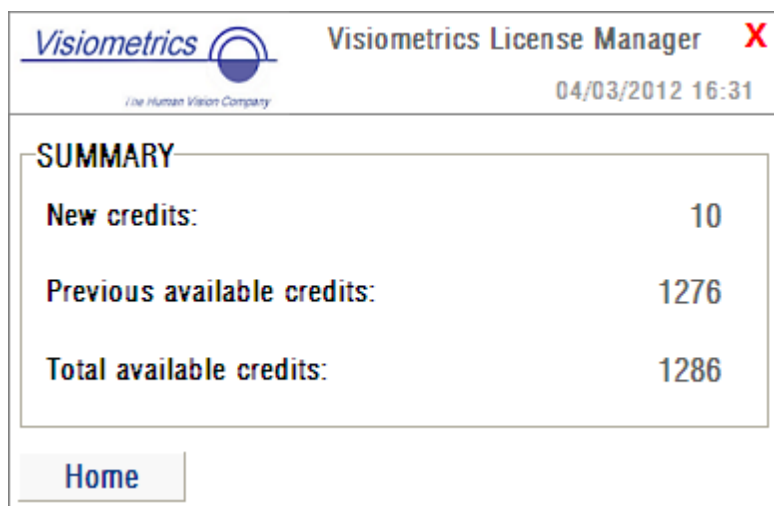 Visiometrics
The Human Vision Company
Visiometrics License Manager X
04/03/2012 16:31
SUMMARY
New credits: 10
Previous available credits: 1276
Total available credits: 1286
Home